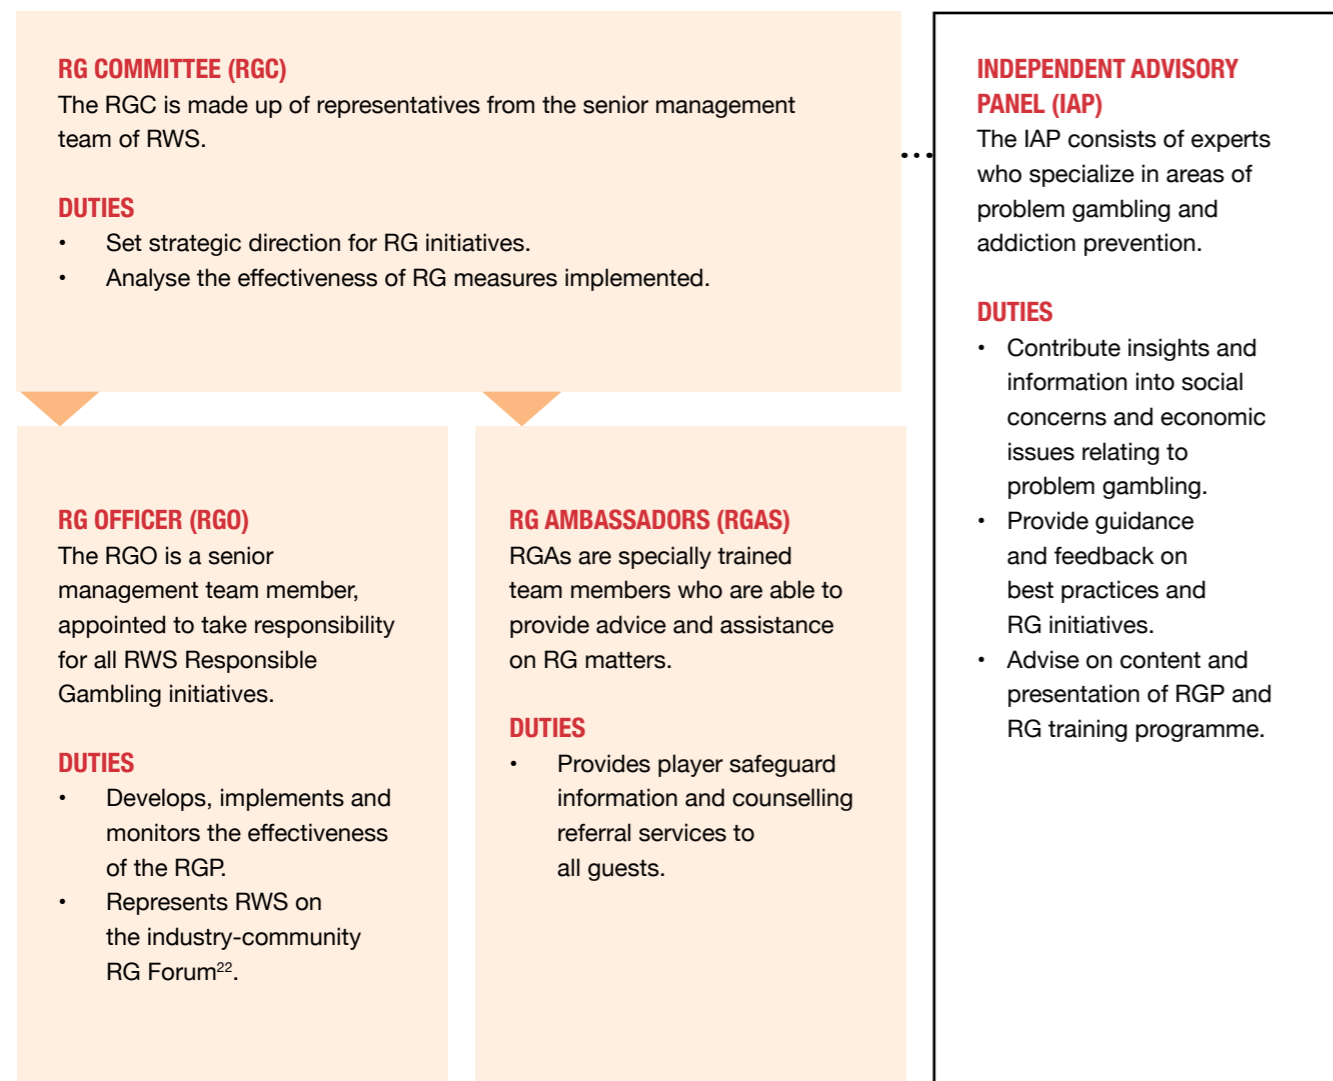 RG COMMITTEE (RGC)
The RGC is made up of representatives from the senior management
team of RWS.
DUTIES
• Set strategic direction for RG initiatives.
• Analyse the effectiveness of RG measures implemented.
RG OFFICER (RGO)
The RGO is a senior
management team member,
appointed to take responsibility
for all RWS Responsible
Gambling initiatives.
DUTIES
• Develops, implements and
monitors the effectiveness
of the RGP.
• Represents RWS on
the industry-community
RG Forum²².
RG AMBASSADORS (RGAS)
RGAs are specially trained
team members who are able to
provide advice and assistance
on RG matters.
DUTIES
• Provides player safeguard
information and counselling
referral services to
all guests.
INDEPENDENT ADVISORY
PANEL (IAP)
The IAP consists of experts
who specialize in areas of
problem gambling and
addiction prevention.
DUTIES
• Contribute insights and
information into social
concerns and economic
issues relating to
problem gambling.
• Provide guidance
and feedback on
best practices and
RG initiatives.
• Advise on content and
presentation of RGP and
RG training programme.